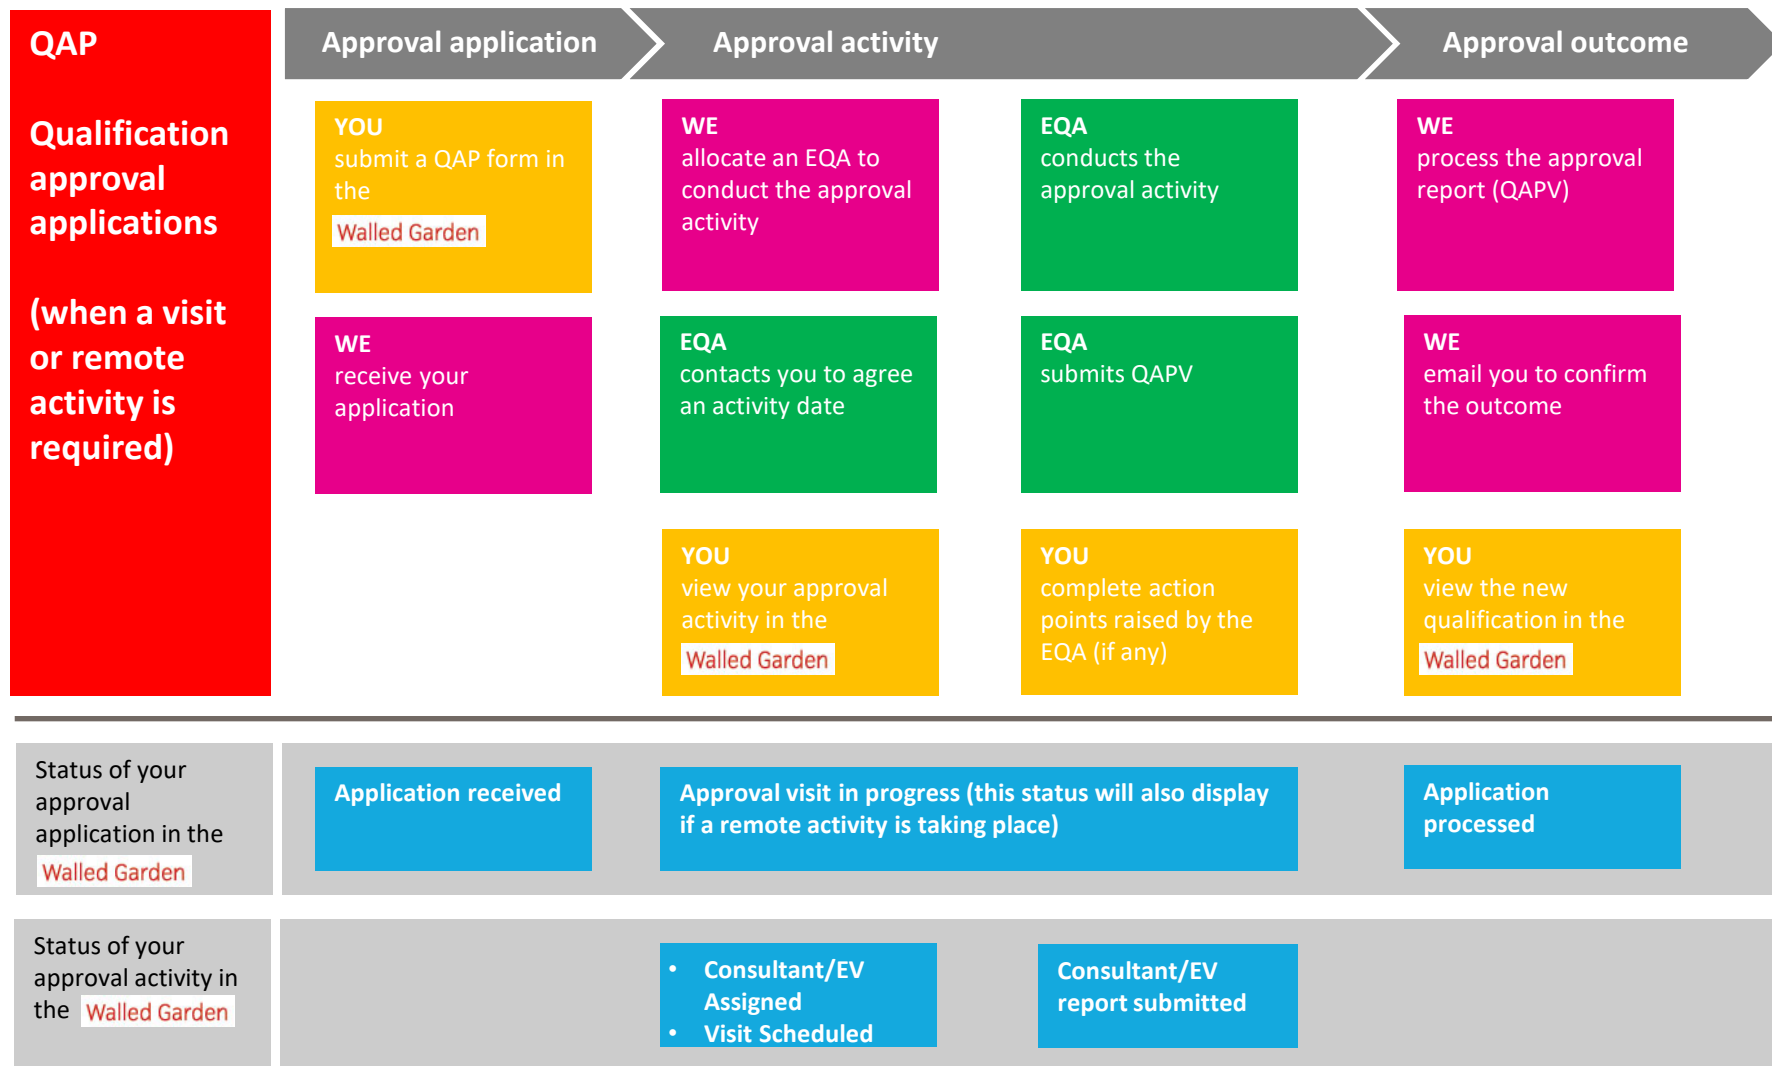 QAP
Qualification
approval
applications
(when a visit
or remote
activity is
required)
Approval application
Approval activity
Approval outcome
YOU
submit a QAP form in
the
Walled Garden
WE
receive your
application
WE
allocate an EQA to
conduct the approval
activity
EQA
contacts you to agree
an activity date
YOU
view your approval
activity in the
Walled Garden
EQA
conducts the
approval activity
EQA
submits QAPV
YOU
complete action
points raised by the
EQA (if any)
WE
process the approval
report (QAPV)
WE
email you to confirm
the outcome
YOU
view the new
qualification in the
Walled Garden
Status of your
approval
application in the
Walled Garden
Application received
Approval visit in progress (this status will also display
if a remote activity is taking place)
Application
processed
Status of your
approval activity in
the Walled Garden
• Consultant/EV
Assigned
• Visit Scheduled
Consultant/EV
report submitted